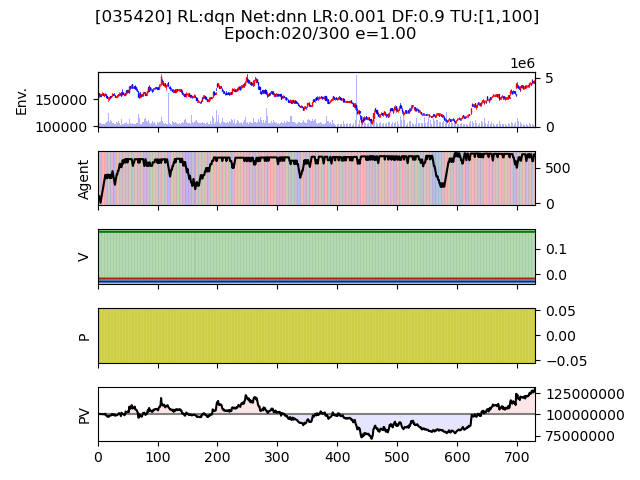 [035420] RL:dqn Net:dnn LR:0.001 DF:0.9 TU:[1,100]
Epoch:020/300 e=1.00
1e6
Env.
150000
100000
5
0
Agent
500
0
V
0.1
0.0
P
0.05
0.00
−0.05
PV
125000000
100000000
75000000
0 100 200 300 400 500 600 700